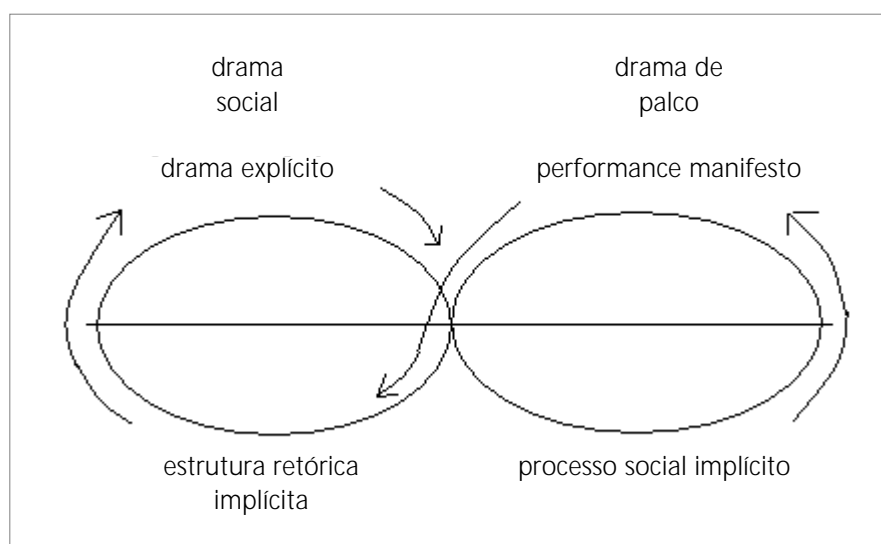 drama
social
drama de
palco
drama explícito
performance manifesto
estrutura retórica
implícita
processo social implícito